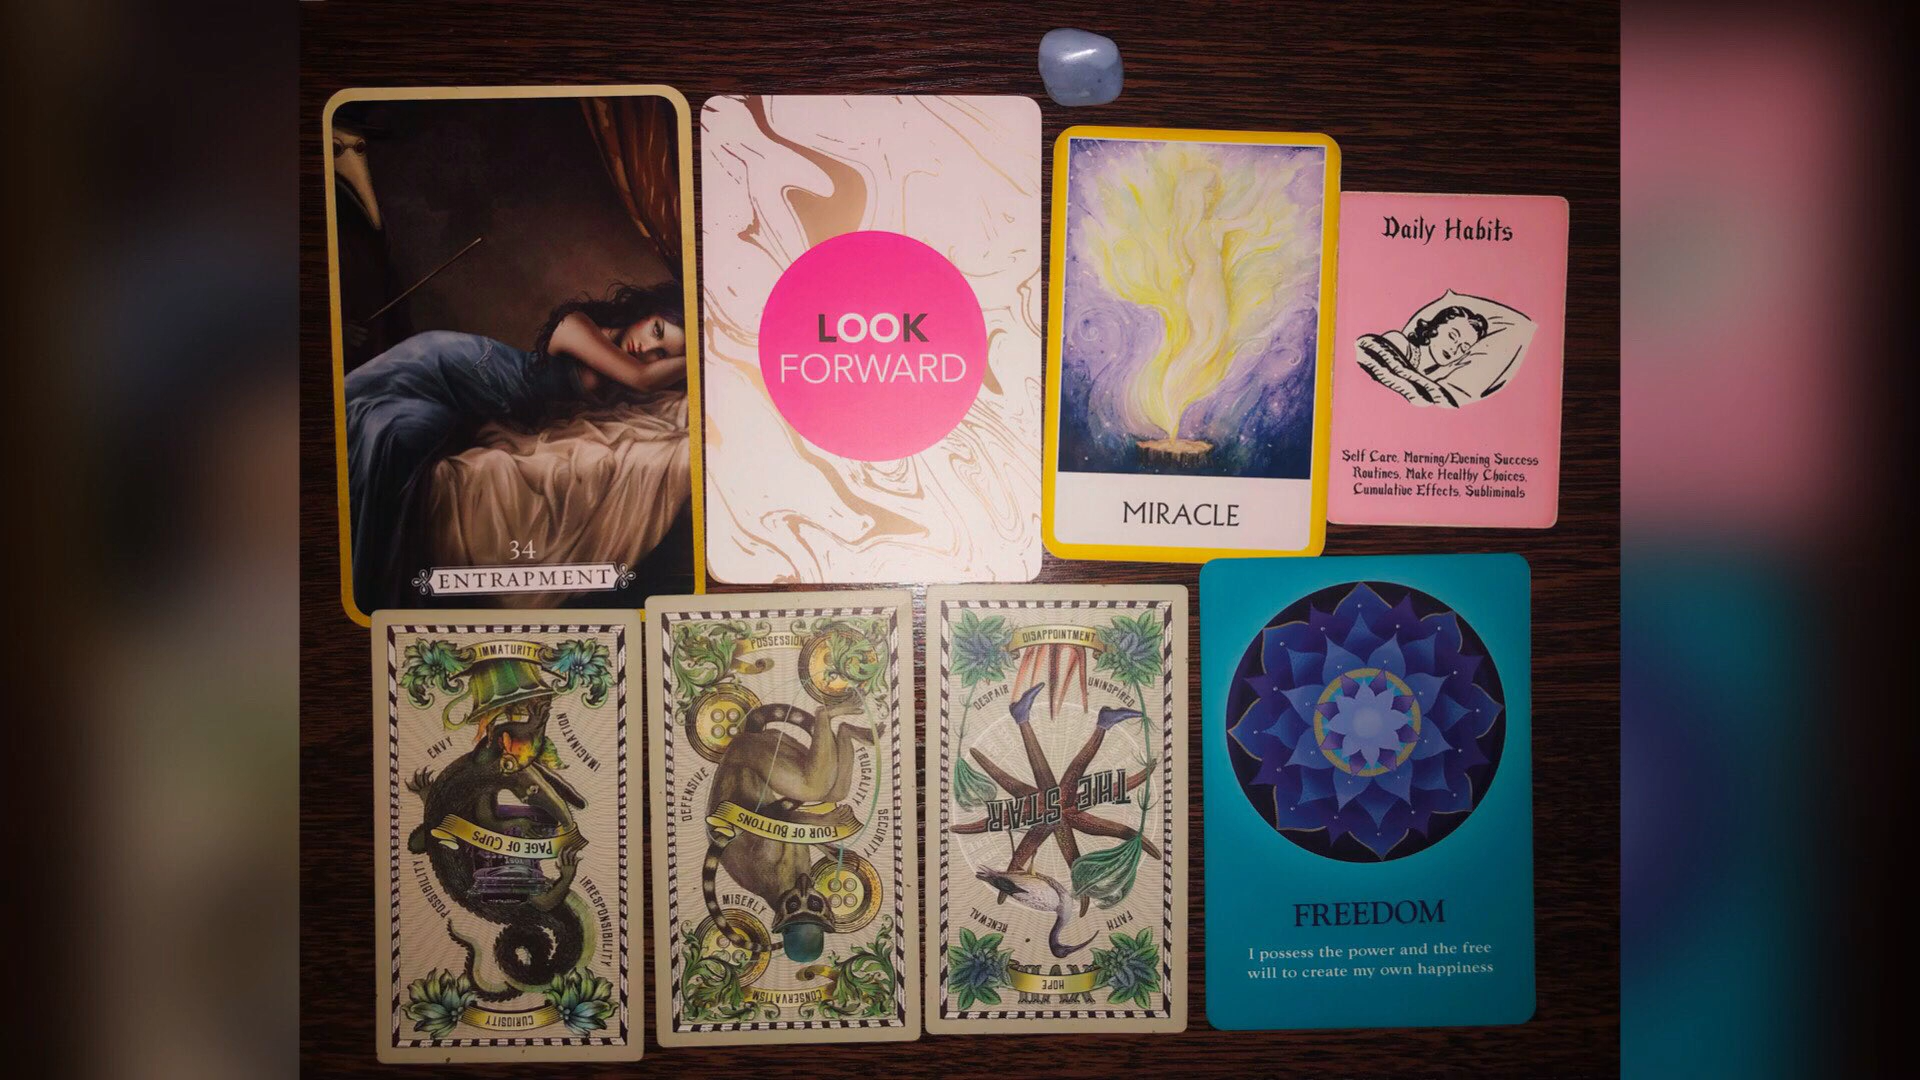 34
ENTRAPMENT
LOOK
FORWARD
MIRACLE
Daily Habits
Self Care, Morning/Evening Success
Routines, Make Healthy Choices,
Cumulative Effects, Subliminals
IMMATURITY
ENVY
IMAGINATION
PAGE OF CUPS
POSSIBILITY
IRRESPONSIBILITY
CURIOSITY
POSSESSION
DEFENSIVE
FRUGALITY
SECURITY
FOUR OF BUTTONS
MISERLY
CONSERVATISM
DISAPPOINTMENT
DESPAIR
UNINSPIRED
THE STAR
RENEWAL
FAITH
HOPE
FREEDOM
I possess the power and the free
will to create my own happiness